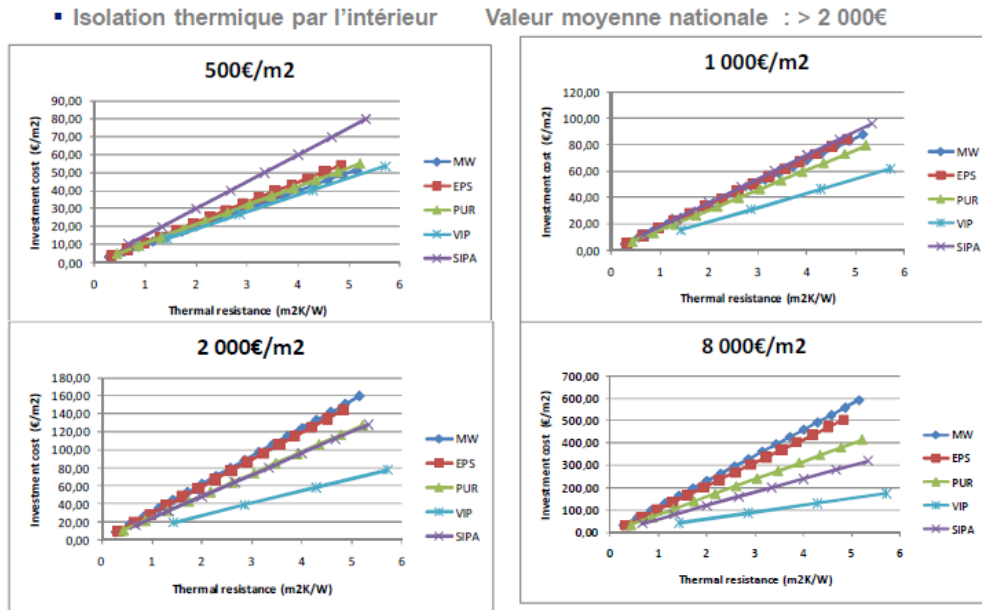 ▪ Isolation thermique par l'intérieur Valeur moyenne nationale : > 2 000€
500€/m2
Investment cost (€/m2)
90,00
80,00
70,00
60,00
50,00
40,00
30,00
20,00
10,00
0,00
0 1 2 3 4 5 6
Thermal resistance (m2K/W)
MW
EPS
PUR
VIP
SIPA
1 000€/m2
Investment cost (€/m2)
120,00
100,00
80,00
60,00
40,00
20,00
0,00
0 1 2 3 4 5 6
Thermal resistance (m2K/W)
MW
EPS
PUR
VIP
SIPA
2 000€/m2
Investment cost (€/m2)
180,00
160,00
140,00
120,00
100,00
80,00
60,00
40,00
20,00
0,00
0 1 2 3 4 5 6
Thermal resistance (m2K/W)
MW
EPS
PUR
VIP
SIPA
8 000€/m2
Investment cost (€/m2)
700,00
600,00
500,00
400,00
300,00
200,00
100,00
0,00
0 1 2 3 4 5 6
Thermal resistance (m2K/W)
MW
EPS
PUR
VIP
SIPA